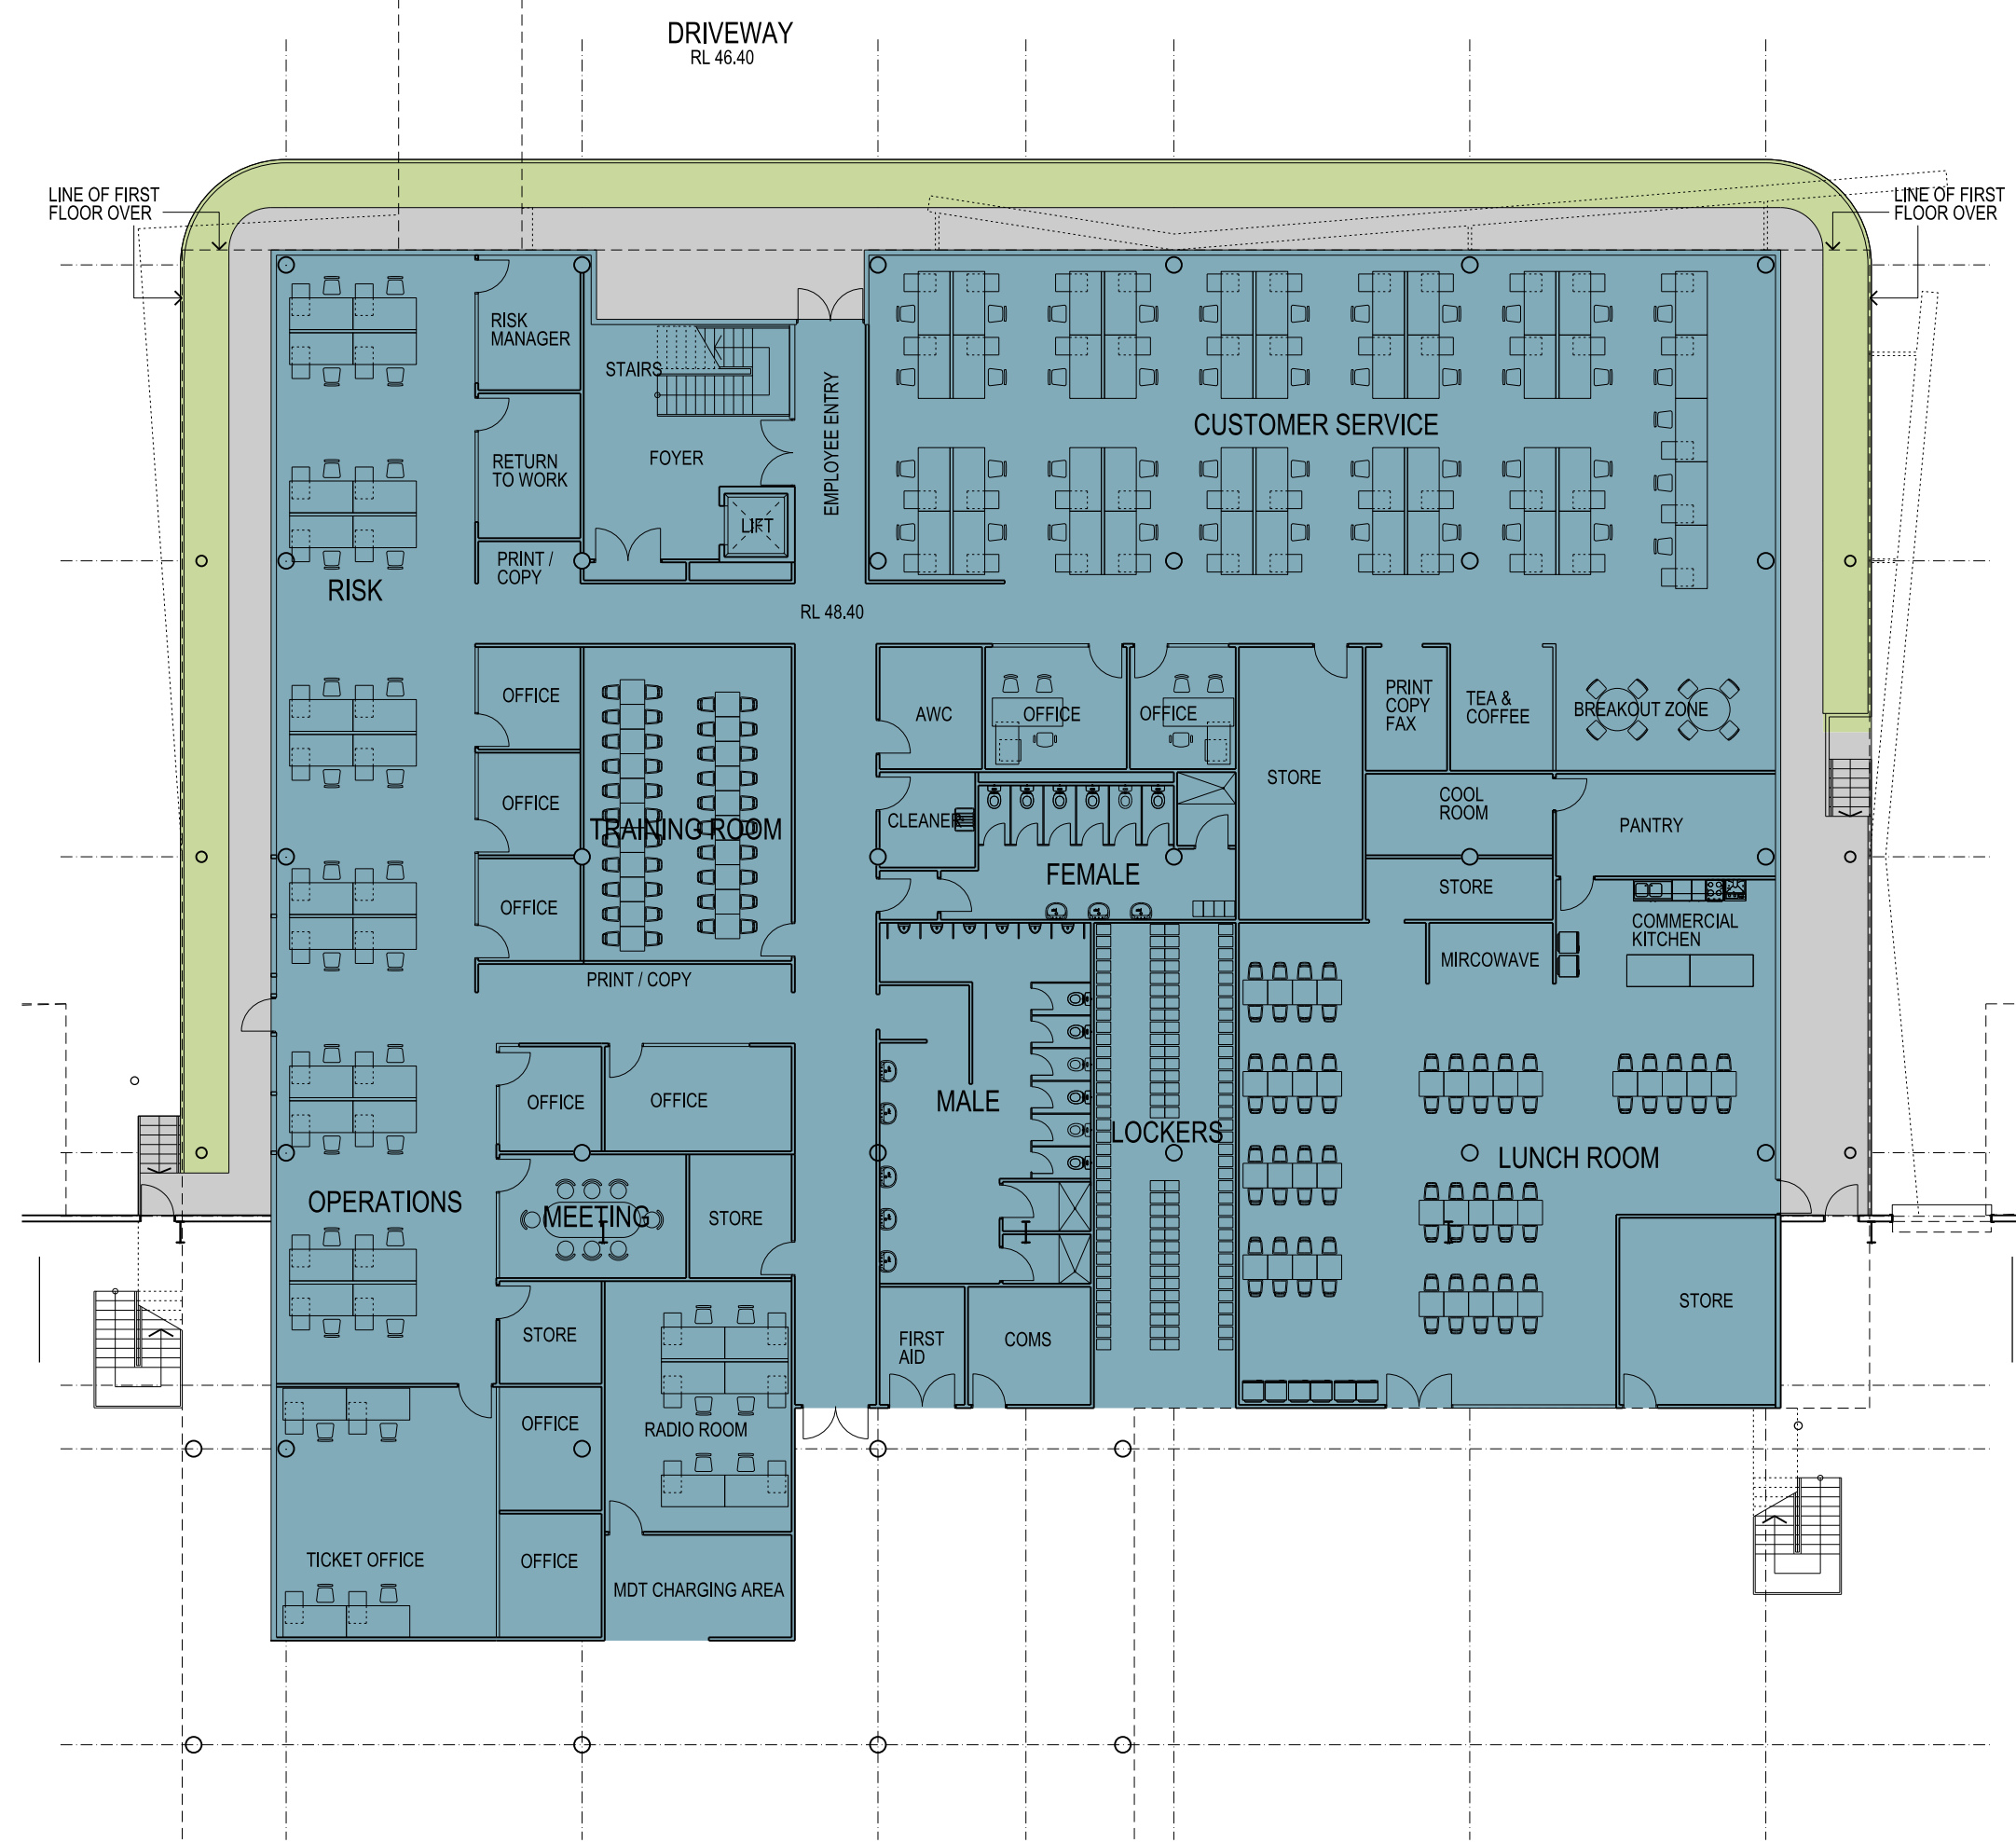 DRIVEWAY
RL 46.40
LINE OF FIRST
FLOOR OVER
LINE OF FIRST
FLOOR OVER
RISK
MANAGER
STAIRS
EMPLOYEE ENTRY
CUSTOMER SERVICE
RETURN
TO WORK
FOYER
LIFT
PRINT /
COPY
RISK
RL 48.40
OFFICE
AWC
OFFICE
OFFICE
PRINT
COPY
FAX
TEA &
COFFEE
BREAKOUT ZONE
STORE
OFFICE
TRAINING ROOM
CLEANER
COOL
ROOM
PANTRY
FEMALE
STORE
OFFICE
COMMERCIAL
KITCHEN
PRINT / COPY
MIRCOWAVE
OFFICE
OFFICE
MALE
LOCKERS
LUNCH ROOM
OPERATIONS
MEETING
STORE
STORE
STORE
FIRST
AID
COMS
OFFICE
RADIO ROOM
TICKET OFFICE
OFFICE
MDT CHARGING AREA